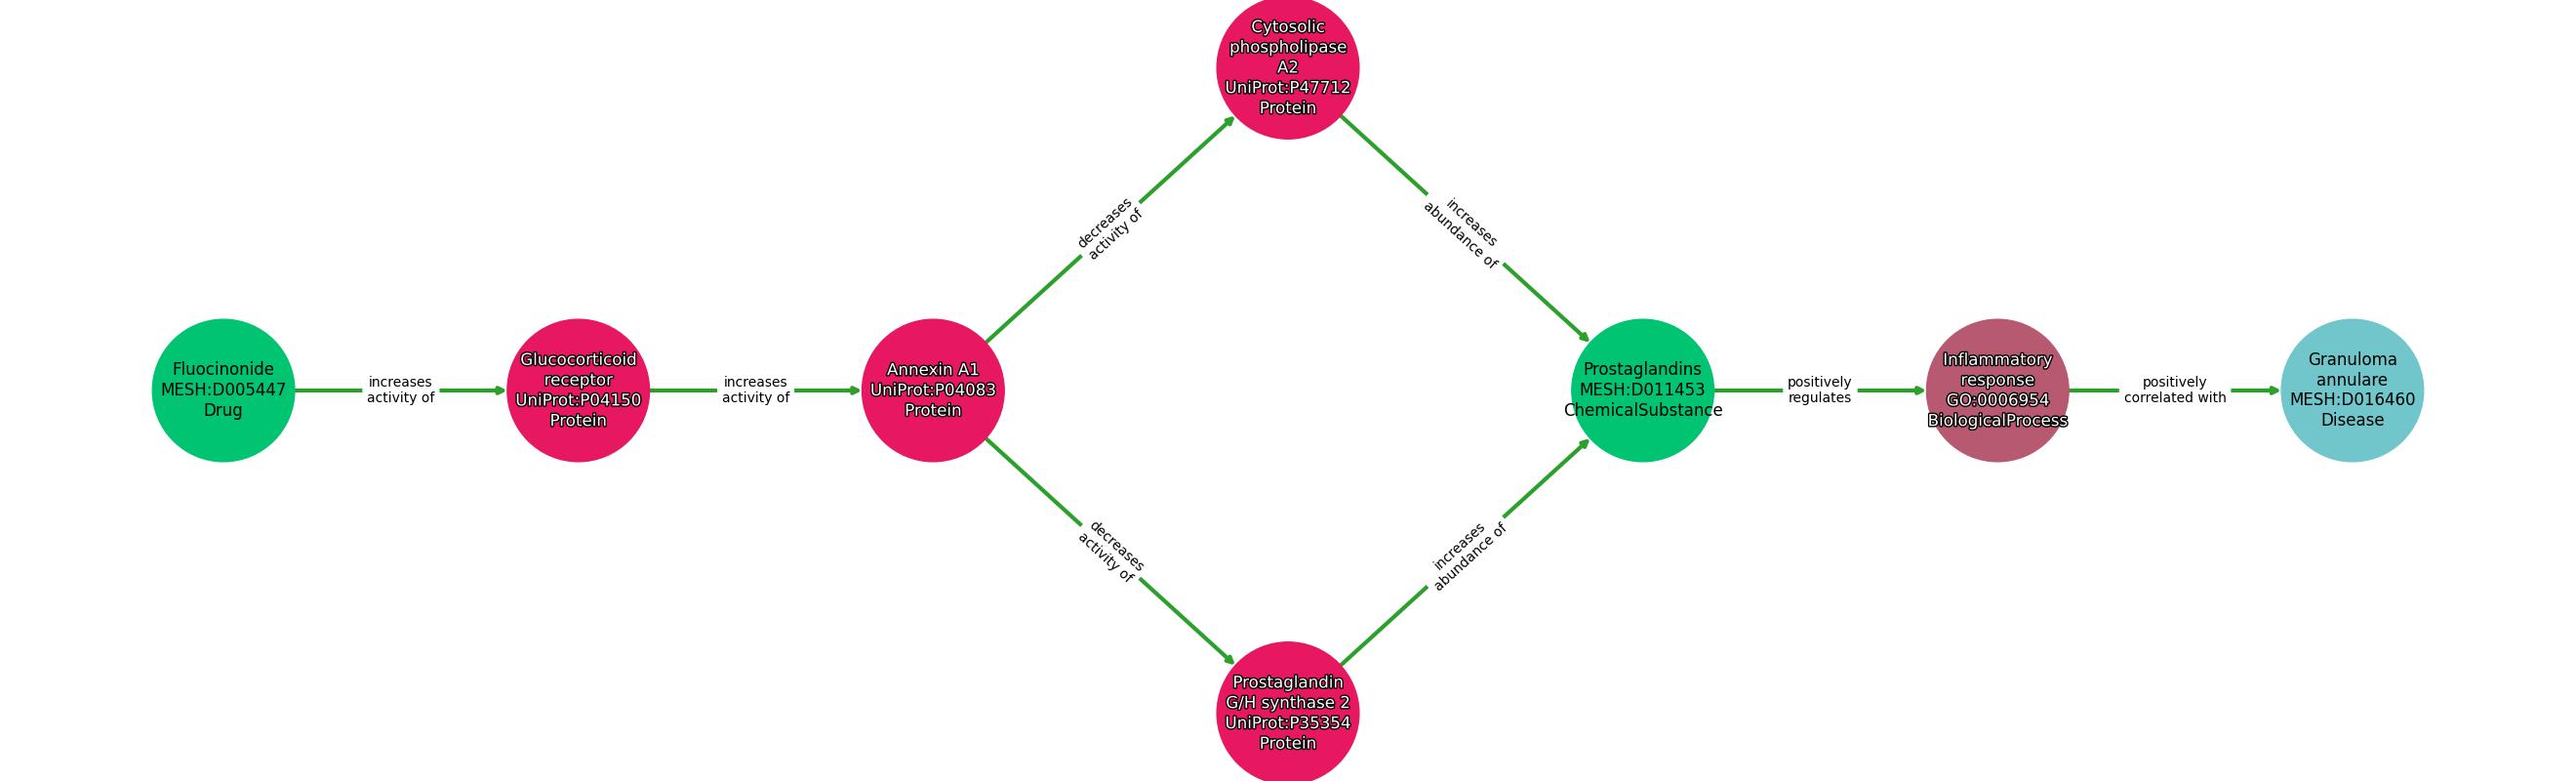 Cytosolic
phospholipase
A2
UniProt:P47712
Protein
decreases
activity of
increases
abundance of
Fluocinonide
MESH:D005447
Drug
increases
activity of
Glucocorticoid
receptor
UniProt:P04150
Protein
increases
activity of
Annexin A1
UniProt:P04083
Protein
Prostaglandins
MESH:D011453
ChemicalSubstance
positively
regulates
Inflammatory
response
GO:0006954
BiologicalProcess
positively
correlated with
Granuloma
annulare
MESH:D016460
Disease
decreases
activity of
increases
abundance of
Prostaglandin
G/H synthase 2
UniProt:P35354
Protein